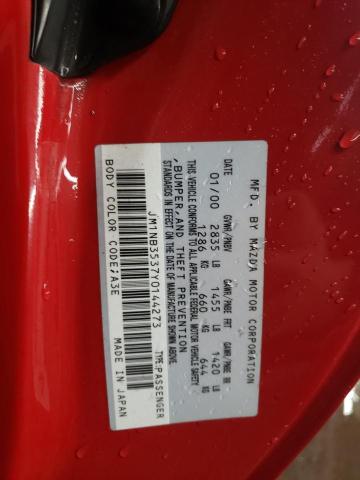 MFD. BY MAZDA MOTOR CORPORATION
DATE GVWR/PNBV GAWR/PNBE FRT GAWR/PNBE RR
01/00 2835 LB 1455 LB 1420 LB
1286 KG 660 KG 644 KG
THIS VEHICLE CONFORMS TO ALL APPLICABLE FEDERAL MOTOR VEHICLE SAFETY
,BUMPER,AND THEFT PREVENTION
STANDARDS IN EFFECT ON THE DATE OF MANUFACTURE SHOWN ABOVE.
JM1NB3537Y0144273 TYPE:PASSENGER
BODY COLOR CODE:A3E MADE IN JAPAN